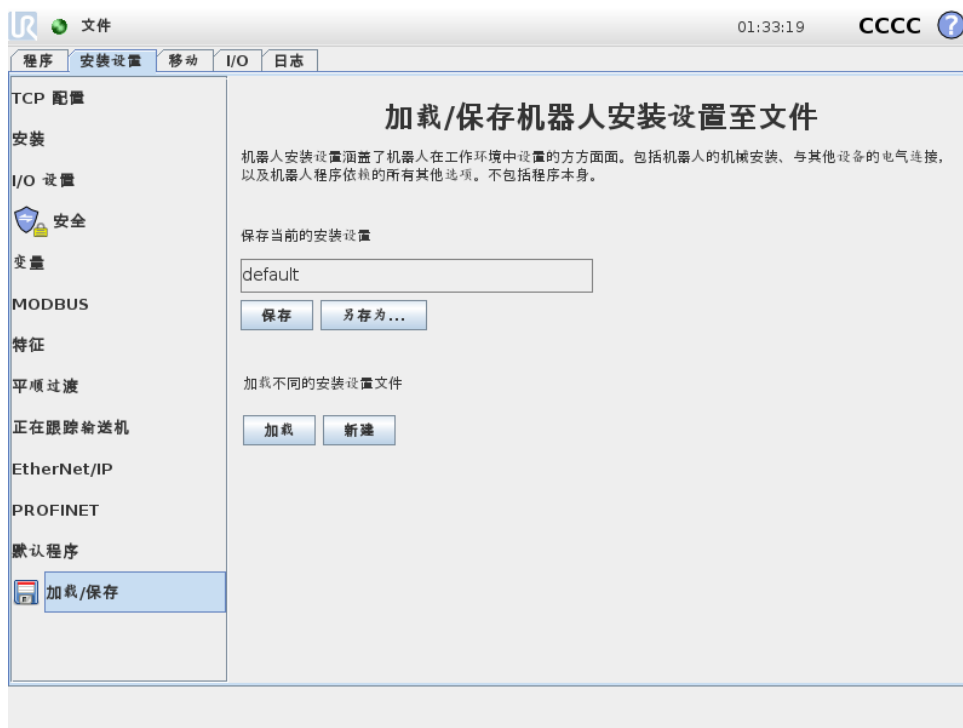 UR 文件 01:33:19 CCCC ?
程序 安装设置 移动 I/O 日志
TCP 配置
安装
I/O 设置
安全
变量
MODBUS
特征
平顺过渡
正在跟踪输送机
EtherNet/IP
PROFINET
默认程序
加载/保存
加载/保存机器人安装设置至文件
机器人安装设置涵盖了机器人在工作环境中设置的方方面面。包括机器人的机械安装、与其他设备的电气连接,
以及机器人程序依赖的所有其他选项。不包括程序本身。
保存当前的安装设置
default
保存 另存为...
加载不同的安装设置文件
加载 新建